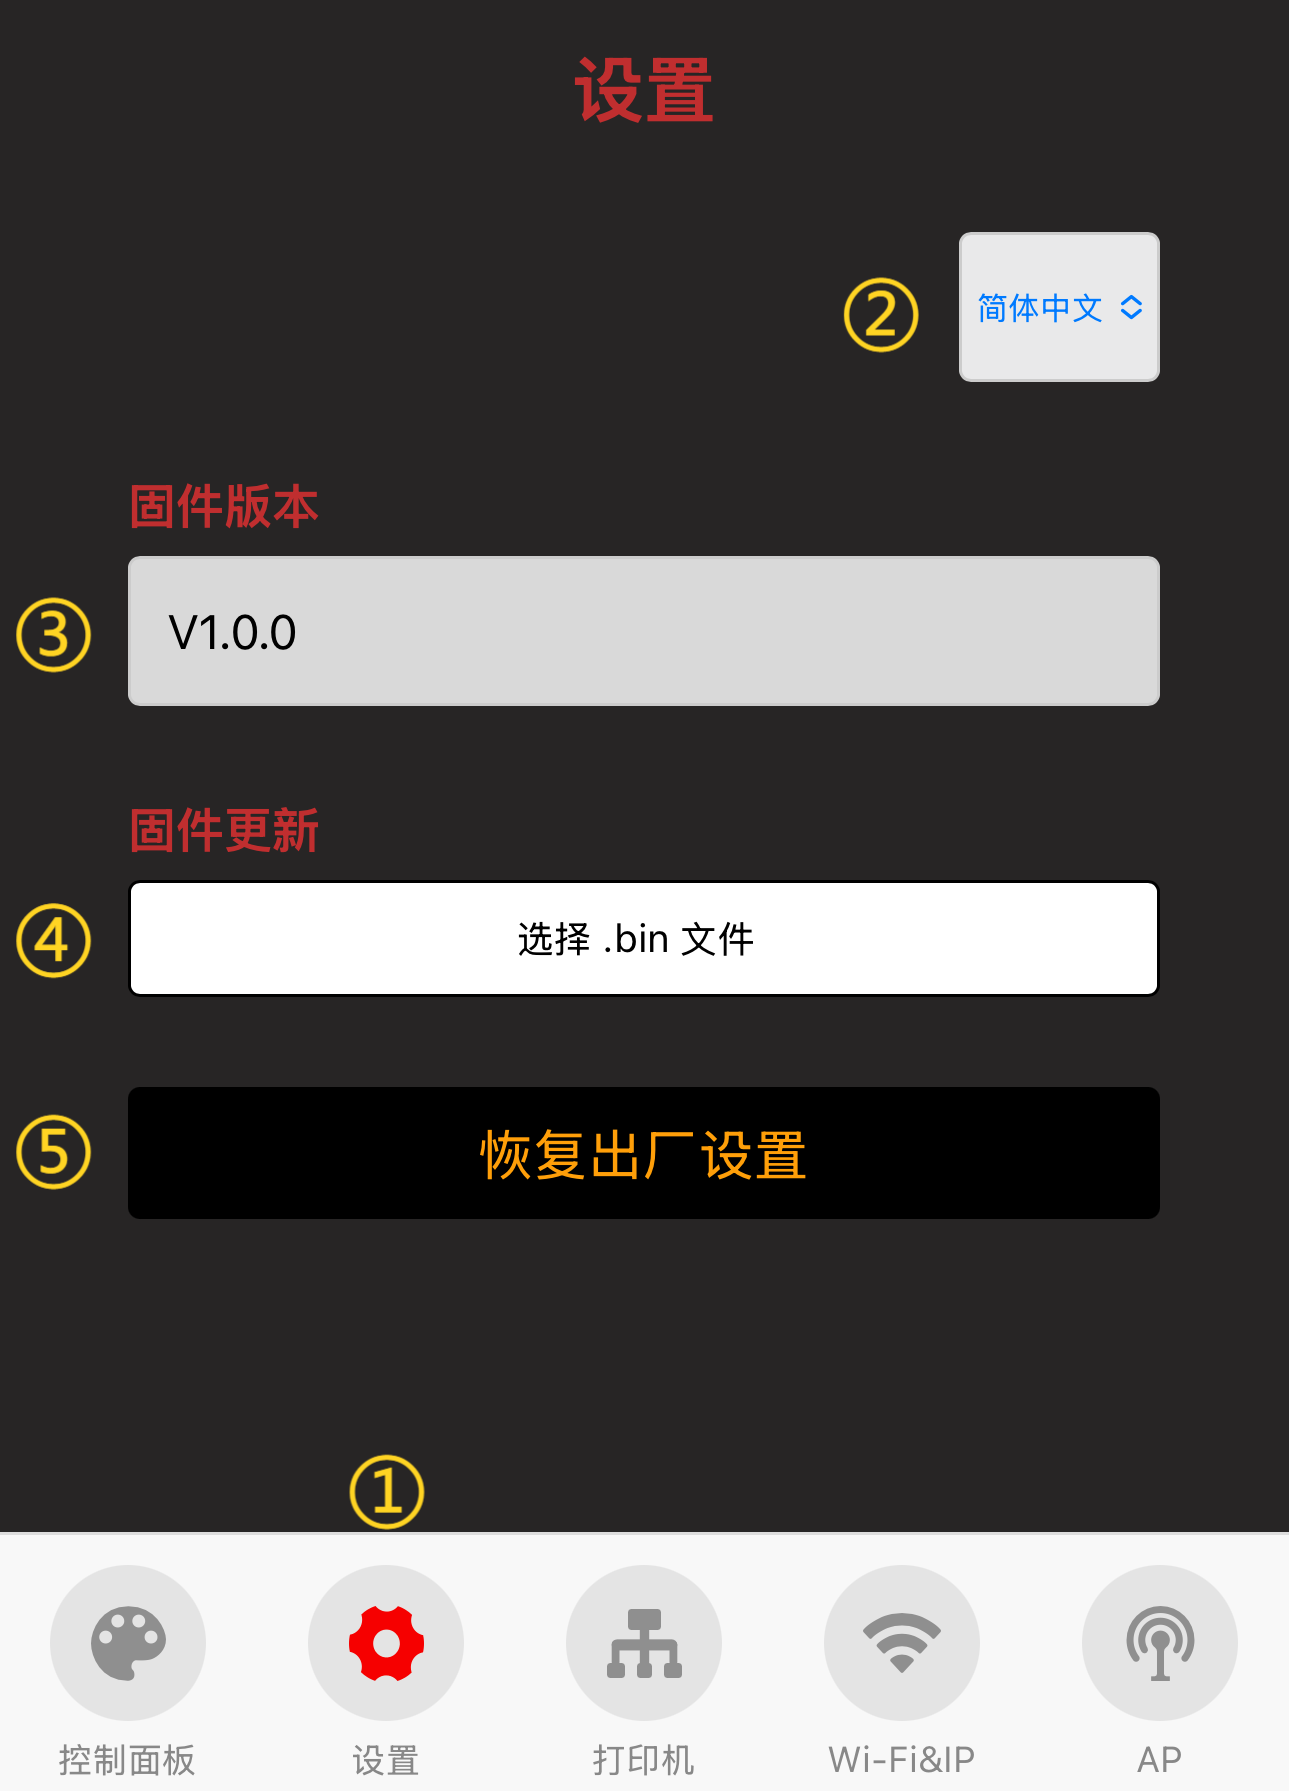 设置
② 简体中文
固件版本
③ V1.0.0
固件更新
④ 选择 .bin 文件
⑤ 恢复出厂设置
①
控制面板 设置 打印机 Wi-Fi&IP AP